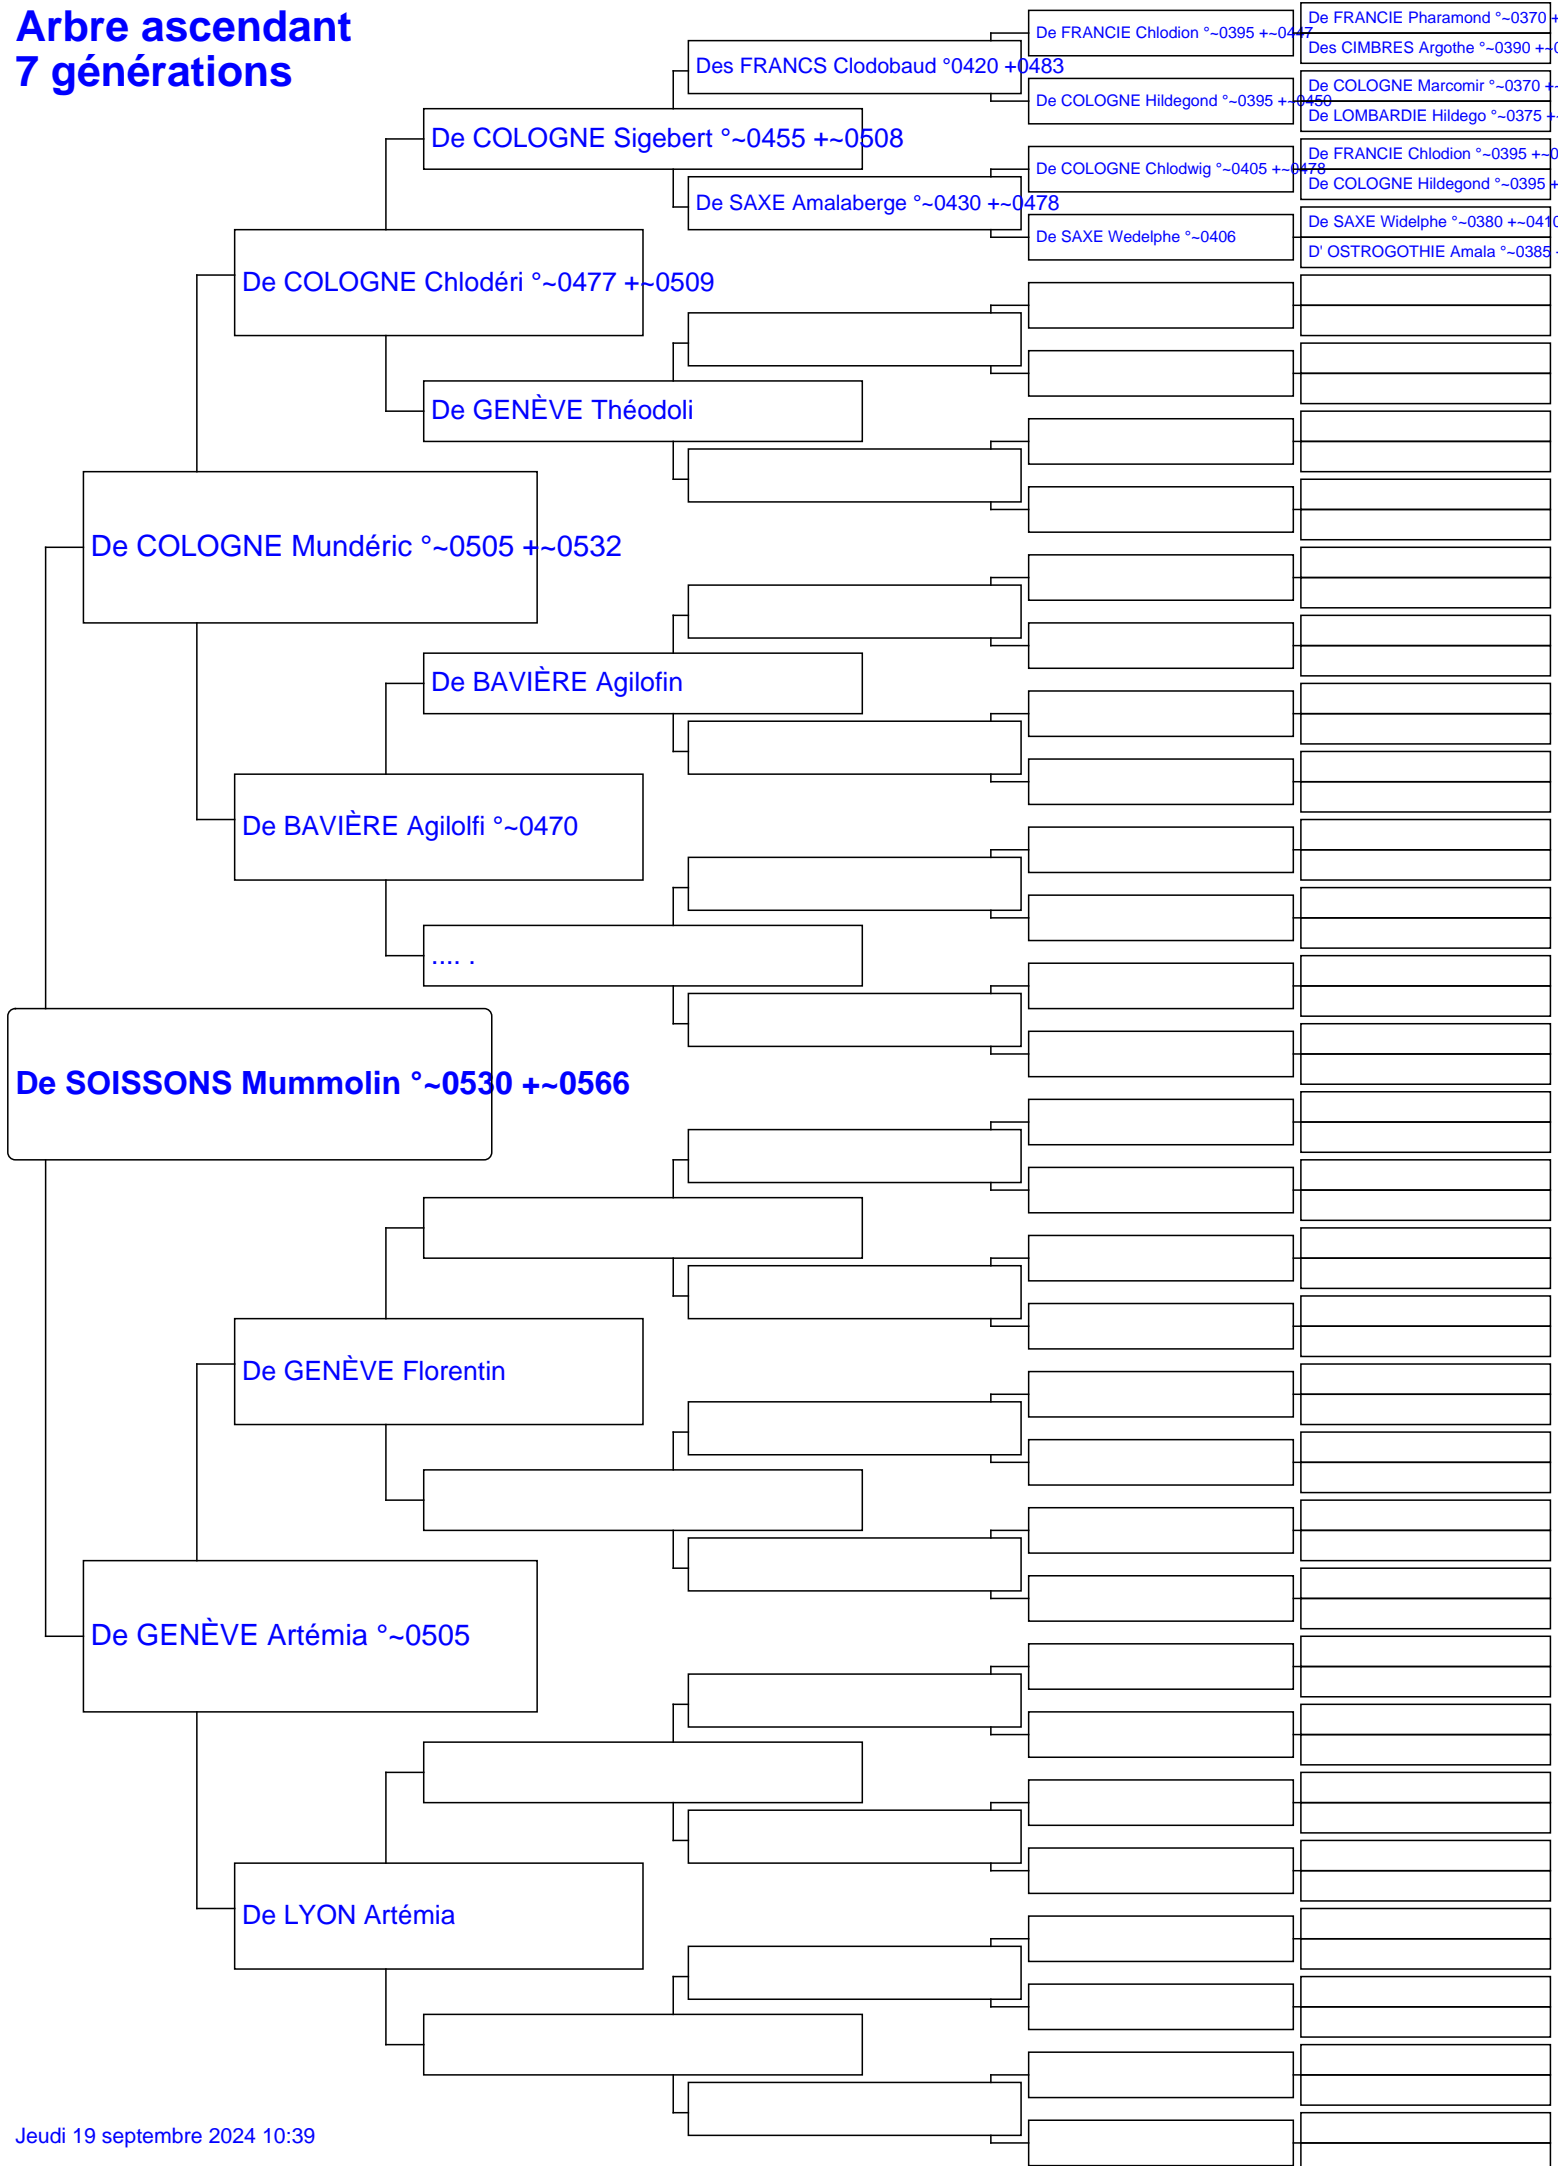 Arbre ascendant
7 générations
De FRANCIE Pharamond °~0370 +
De FRANCIE Chlodion °~0395 +~0447
Des CIMBRES Argothe °~0390 +~0
Des FRANCS Clodobaud °0420 +0483
De COLOGNE Marcomir °~0370 +~
De COLOGNE Hildegond °~0395 +~0450
De LOMBARDIE Hildego °~0375 +~
De COLOGNE Sigebert °~0455 +~0508
De FRANCIE Chlodion °~0395 +~0
De COLOGNE Chlodwig °~0405 +~0478
De COLOGNE Hildegond °~0395 +
De SAXE Amalaberge °~0430 +~0478
De SAXE Widelphe °~0380 +~0410
De SAXE Wedelphe °~0406
D' OSTROGOTHIE Amala °~0385
De COLOGNE Chlodéri °~0477 +~0509
De GENÈVE Théodoli
De COLOGNE Mundéric °~0505 +~0532
De BAVIÈRE Agilofin
De BAVIÈRE Agilolfi °~0470
.... .
De SOISSONS Mummolin °~0530 +~0566
De GENÈVE Florentin
De GENÈVE Artémia °~0505
De LYON Artémia
Jeudi 19 septembre 2024 10:39